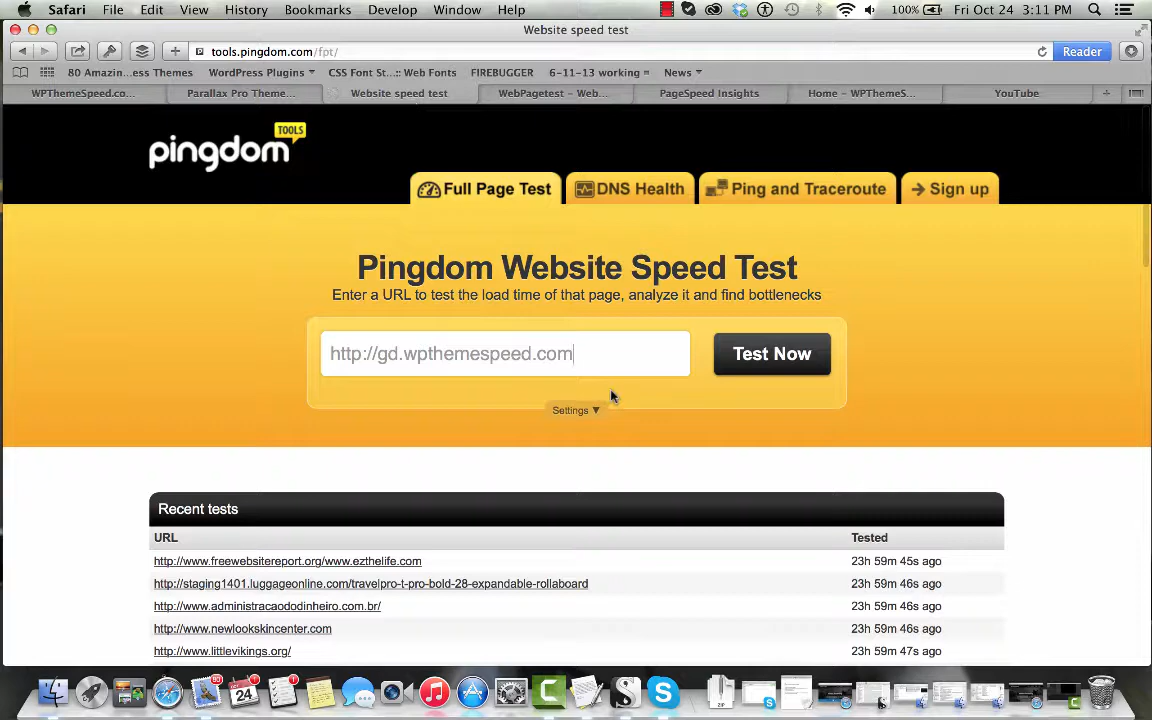 Safari File Edit View History Bookmarks Develop Window Help 100% Fri Oct 24 3:11 PM
Website speed test
tools.pingdom.com/fpt/ Reader
80 Amazin...ess Themes WordPress Plugins CSS Font St...:: Web Fonts FIREBUGGER 6-11-13 working News
WPThemeSpeed.co... Parallax Pro Theme... Website speed test WebPagetest - Web... PageSpeed Insights Home - WPThemeS... YouTube
pingdom TOOLS
Full Page Test DNS Health Ping and Traceroute Sign up
Pingdom Website Speed Test
Enter a URL to test the load time of that page, analyze it and find bottlenecks
http://gd.wpthemespeed.com Test Now
Settings ▼
Recent tests
URL Tested
http://www.freewebsitereport.org/www.ezthelife.com 23h 59m 45s ago
http://staging1401.luggageonline.com/travelpro-t-pro-bold-28-expandable-rollaboard 23h 59m 46s ago
http://www.administracaododinheiro.com.br/ 23h 59m 46s ago
http://www.newlookskincenter.com 23h 59m 46s ago
http://www.littlevikings.org/ 23h 59m 47s ago